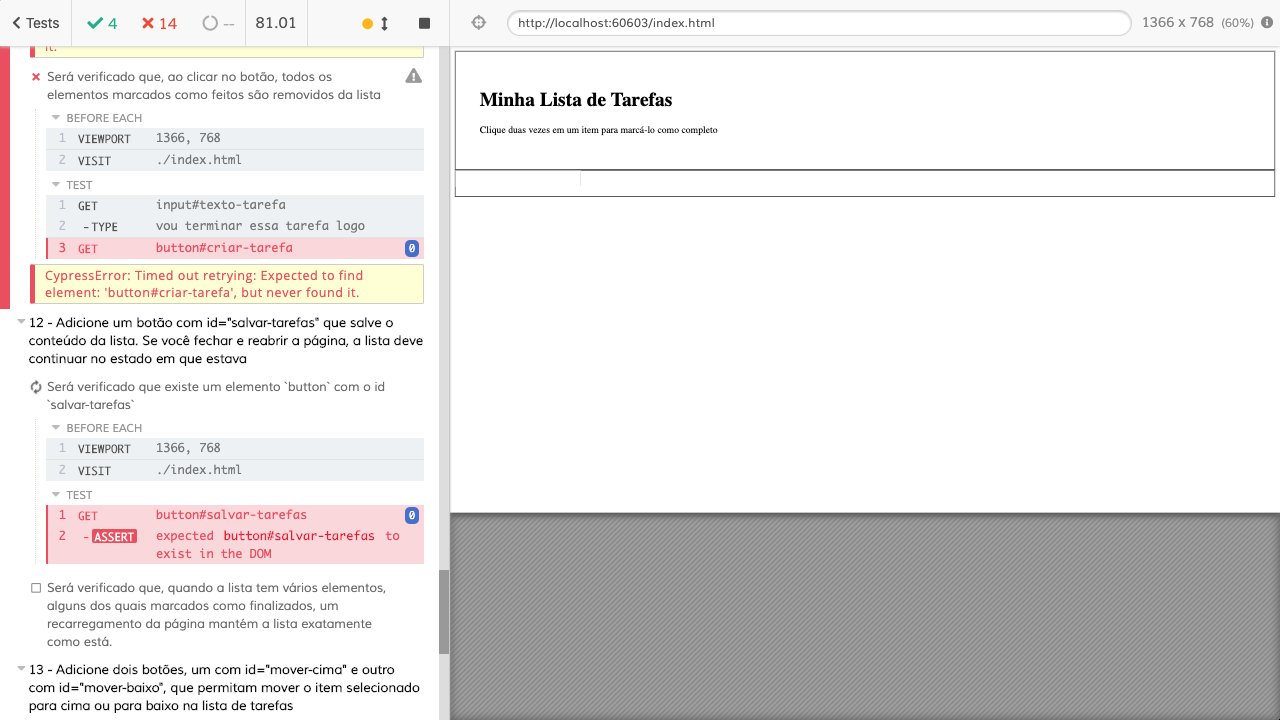 Tests
4
14
--
81.01
http://localhost:60603/index.html
1366 x 768 (60%)
it.
Será verificado que, ao clicar no botão, todos os
elementos marcados como feitos são removidos da lista
BEFORE EACH
1 VIEWPORT 1366, 768
2 VISIT ./index.html
TEST
1 GET input#texto-tarefa
2 -TYPE vou terminar essa tarefa logo
3 GET button#criar-tarefa 0
CypressError: Timed out retrying: Expected to find
element: 'button#criar-tarefa', but never found it.
12 - Adicione um botão com id="salvar-tarefas" que salve o
conteúdo da lista. Se você fechar e reabrir a página, a lista deve
continuar no estado em que estava
Será verificado que existe um elemento `button` com o id
`salvar-tarefas`
BEFORE EACH
1 VIEWPORT 1366, 768
2 VISIT ./index.html
TEST
1 GET button#salvar-tarefas 0
2 -ASSERT expected button#salvar-tarefas to
exist in the DOM
Será verificado que, quando a lista tem vários elementos,
alguns dos quais marcados como finalizados, um
recarregamento da página mantém a lista exatamente
como está.
13 - Adicione dois botões, um com id="mover-cima" e outro
com id="mover-baixo", que permitam mover o item selecionado
para cima ou para baixo na lista de tarefas
Minha Lista de Tarefas
Clique duas vezes em um item para marcá-lo como completo